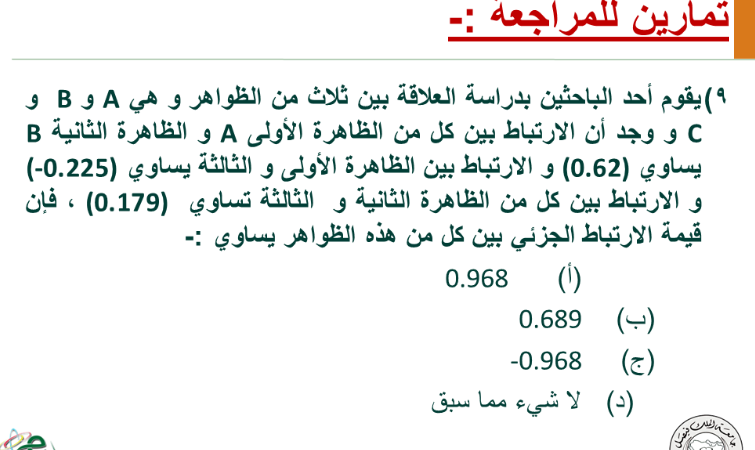 تمارين للمراجعة :-
٩) يقوم أحد الباحثين بدراسة العلاقة بين ثلاث من الظواهر و هي A و B و
C و وجد أن الارتباط بين كل من الظاهرة الأولى A و الظاهرة الثانية B
يساوي (0.62) و الارتباط بين الظاهرة الأولى و الثالثة يساوي (0.225-)
و الارتباط بين كل من الظاهرة الثانية و الثالثة تساوي (0.179) ، فإن
قيمة الارتباط الجزئي بين كل من هذه الظواهر يساوي :-
(أ) 0.968
(ب) 0.689
(ج) 0.968-
(د) لا شيء مما سبق